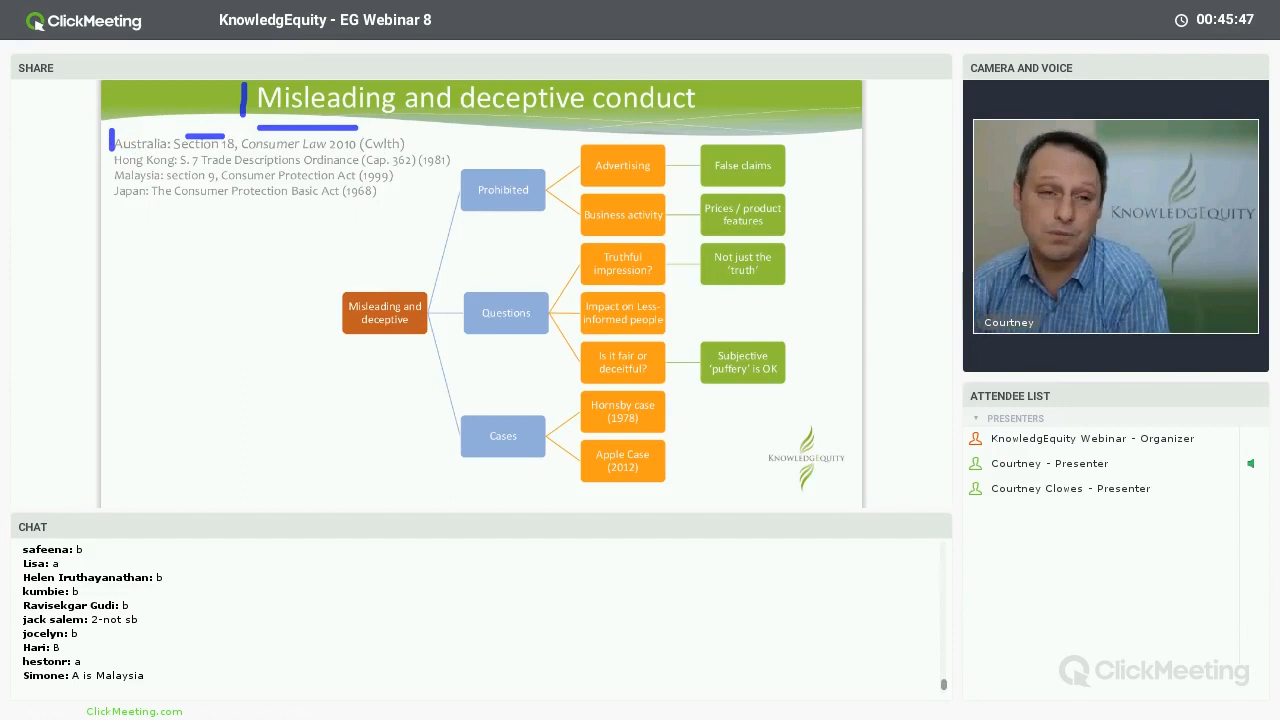 ClickMeeting
KnowledgEquity - EG Webinar 8
00:45:47
SHARE
Misleading and deceptive conduct
Australia: Section 18, Consumer Law 2010 (Cwlth)
Hong Kong: S. 7 Trade Descriptions Ordinance (Cap. 362) (1981)
Malaysia: section 9, Consumer Protection Act (1999)
Japan: The Consumer Protection Basic Act (1968)
Misleading and
deceptive
Prohibited
Advertising
False claims
Business activity
Prices / product
features
Questions
Truthful
impression?
Not just the
‘truth’
Impact on Less-
informed people
Is it fair or
deceitful?
Subjective
‘puffery’ is OK
Cases
Hornsby case
(1978)
Apple Case
(2012)
KNOWLEDGEQUITY
CAMERA AND VOICE
KNOWLEDGEQUITY
Courtney
ATTENDEE LIST
PRESENTERS
KnowledgEquity Webinar - Organizer
Courtney - Presenter
Courtney Clowes - Presenter
CHAT
safeena: b
Lisa: a
Helen Iruthayanathan: b
kumbie: b
Ravisekgar Gudi: b
jack salem: 2-not sb
jocelyn: b
Hari: B
hestonr: a
Simone: A is Malaysia
ClickMeeting
ClickMeeting.com